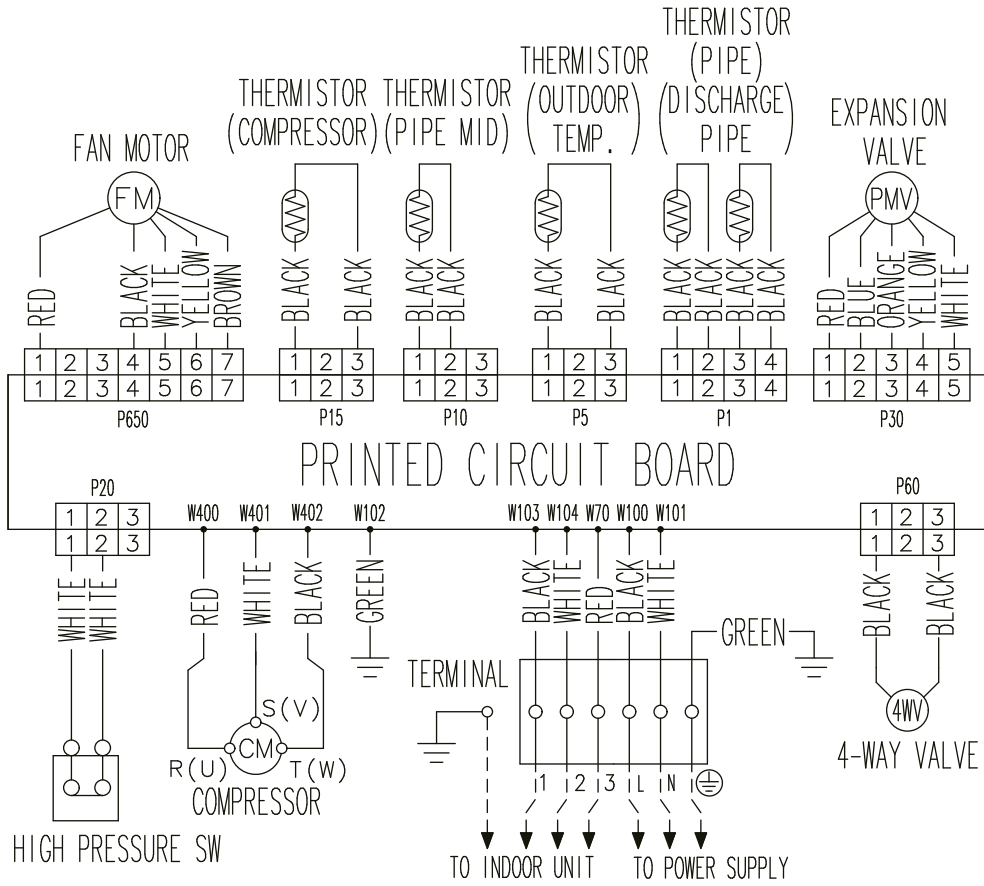 THERMISTOR
(PIPE)
(DISCHARGE)
PIPE
THERMISTOR
(OUTDOOR)
TEMP.
THERMISTOR
(COMPRESSOR)
THERMISTOR
(PIPE MID)
EXPANSION
VALVE
FAN MOTOR
FM
PMV
RED
BLACK
WHITE
YELLOW
BROWN
BLACK
BLACK
BLACK
BLACK
BLACK
BLACK
BLACK
BLACK
BLACK
BLACK
RED
BLUE
ORANGE
YELLOW
WHITE
1 2 3 4 5 6 7
1 2 3
1 2 3
1 2 3
1 2 3 4
1 2 3 4 5
1 2 3 4 5 6 7
1 2 3
1 2 3
1 2 3
1 2 3 4
1 2 3 4 5
P650
P15
P10
P5
P1
P30
PRINTED CIRCUIT BOARD
P20
W400
W401
W402
W102
W103
W104
W70
W100
W101
P60
1 2 3
1 2 3
1 2 3
1 2 3
WHITE
WHITE
RED
WHITE
BLACK
GREEN
BLACK
WHITE
RED
BLACK
WHITE
GREEN
BLACK
BLACK
TERMINAL
S(V)
CM
R(U)
T(W)
COMPRESSOR
4WV
4-WAY VALVE
1 2 3 L N
HIGH PRESSURE SW
TO INDOOR UNIT
TO POWER SUPPLY